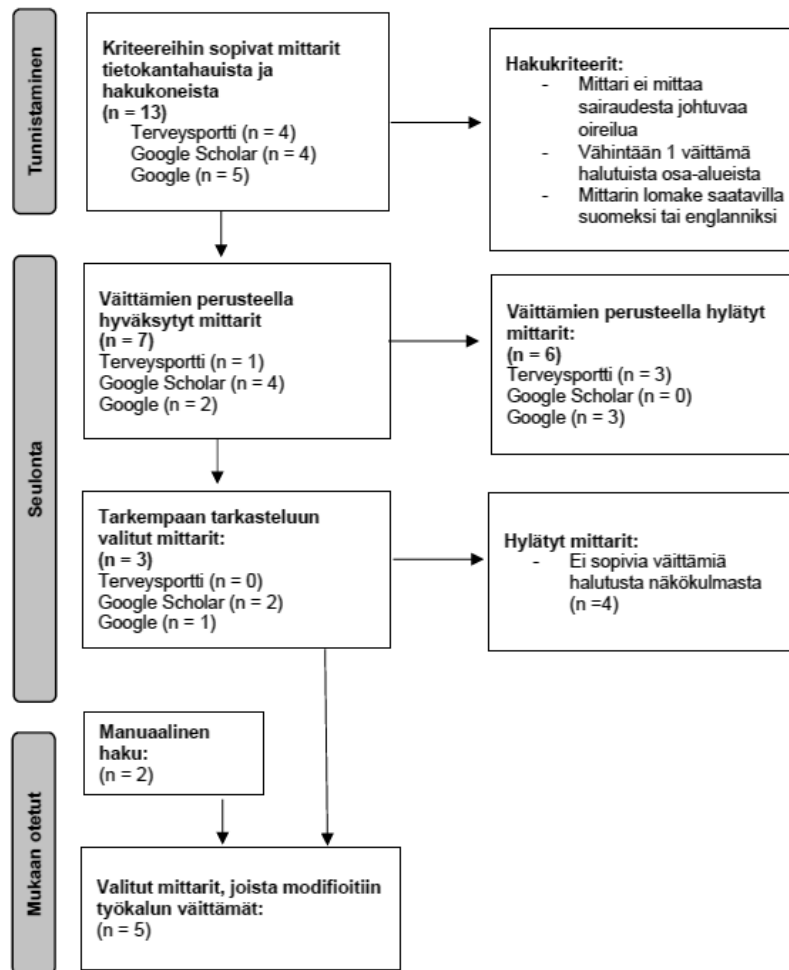 Tunnistaminen
Kriteereihin sopivat mittarit
tietokantahauista ja
hakukoneista
(n = 13)
Terveysportti (n = 4)
Google Scholar (n = 4)
Google (n = 5)
Hakukriteerit:
- Mittari ei mittaa
sairaudesta johtuvaa
oireilua
- Vähintään 1 väittämä
halutuista osa-alueista
- Mittarin lomake saatavilla
suomeksi tai englanniksi
Seulonta
Väittämien perusteella
hyväksytyt mittarit
(n = 7)
Terveysportti (n = 1)
Google Scholar (n = 4)
Google (n = 2)
Väittämien perusteella hylätyt
mittarit:
(n = 6)
Terveysportti (n = 3)
Google Scholar (n = 0)
Google (n = 3)
Tarkempaan tarkasteluun
valitut mittarit:
(n = 3)
Terveysportti (n = 0)
Google Scholar (n = 2)
Google (n = 1)
Hylätyt mittarit:
- Ei sopivia väittämiä
halutusta näkökulmasta
(n =4)
Mukaan otetut
Manuaalinen
haku:
(n = 2)
Valitut mittarit, joista modifioitiin
työkalun väittämät:
(n = 5)